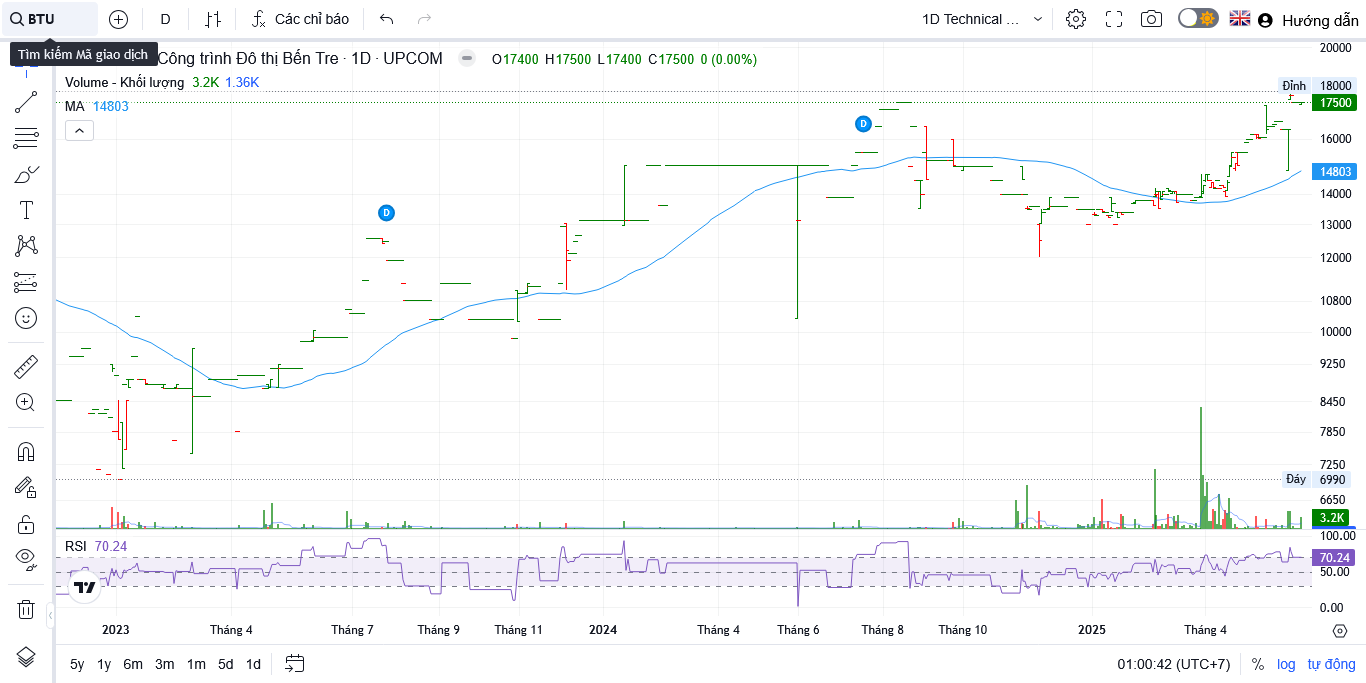 BTU D Các chỉ báo 1D Technical ... Hướng dẫn
Tìm kiếm Mã giao dịch
Công trình Đô thị Bến Tre · 1D · UPCOM O17400 H17500 L17400 C17500 0 (0.00%)
Volume - Khối lượng 3.2K 1.36K
MA 14803
20000
Đỉnh 18000
17500
16000
14803
14000
13000
12000
10800
10000
9250
8450
7850
7250
Đáy 6990
6650
3.2K
D
D
RSI 70.24
100.00
70.24
50.00
0.00
2023 Tháng 4 Tháng 7 Tháng 9 Tháng 11 2024 Tháng 4 Tháng 6 Tháng 8 Tháng 10 2025 Tháng 4
5y 1y 6m 3m 1m 5d 1d 01:00:42 (UTC+7) % log tự động